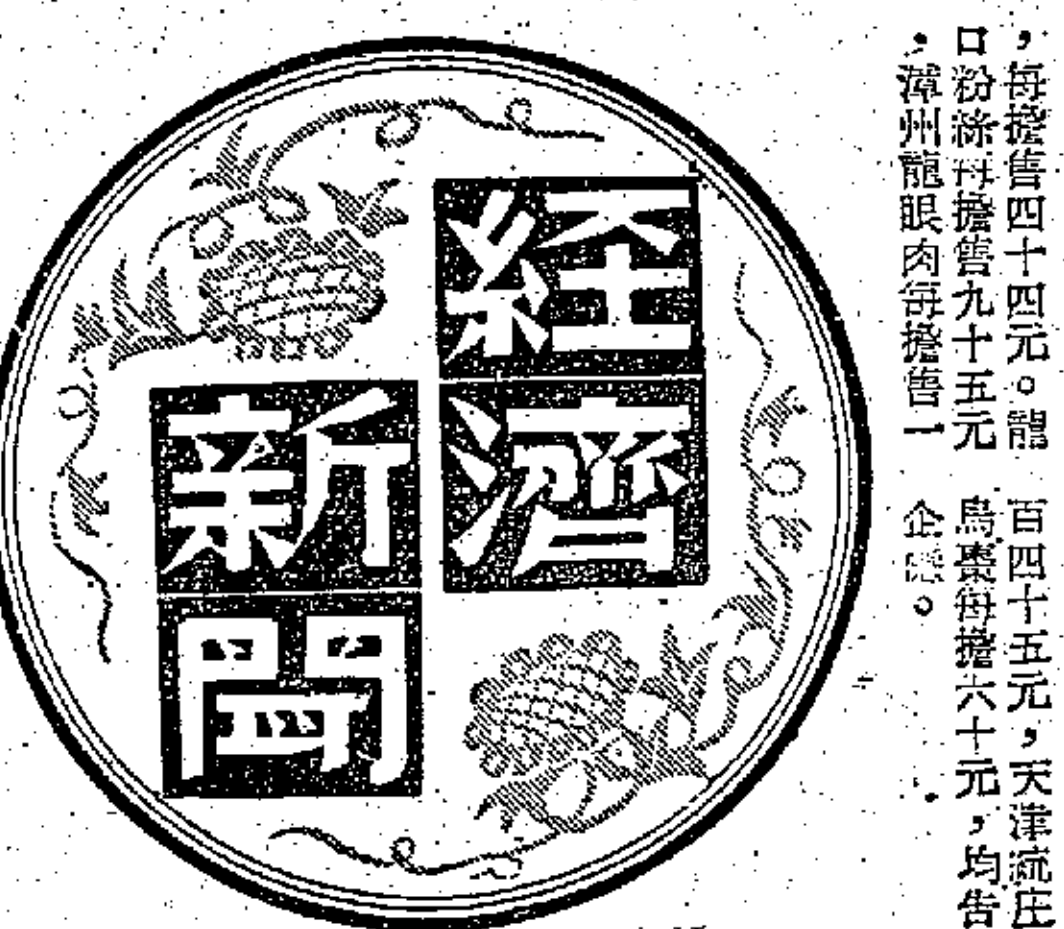 ，每擔售四十四元。龍
口粉絲每擔售九十五元
，漳州龍眼肉每擔售一
百四十五元，天津流庄
烏棗每擔六十元，均告
企穩。
経濟
新聞